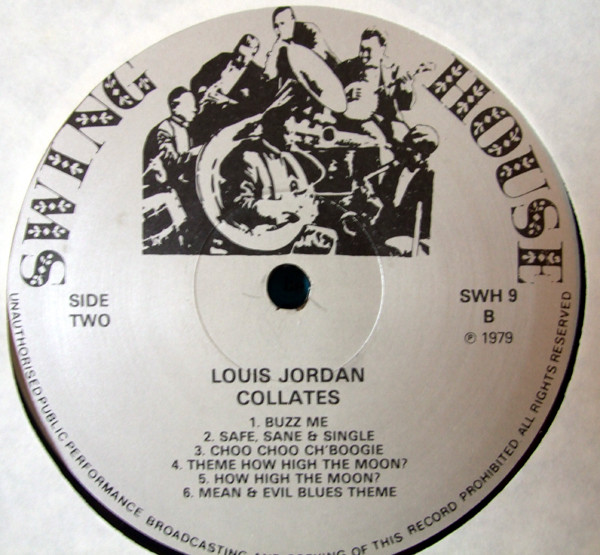 SWING HOUSE
SIDE
TWO
SWH 9
B
℗ 1979
LOUIS JORDAN
COLLATES
1. BUZZ ME
2. SAFE, SANE & SINGLE
3. CHOO CHOO CH'BOOGIE
4. THEME HOW HIGH THE MOON?
5. HOW HIGH THE MOON?
6. MEAN & EVIL BLUES THEME
UNAUTHORISED PUBLIC PERFORMANCE BROADCASTING AND COPYING OF THIS RECORD PROHIBITED ALL RIGHTS RESERVED